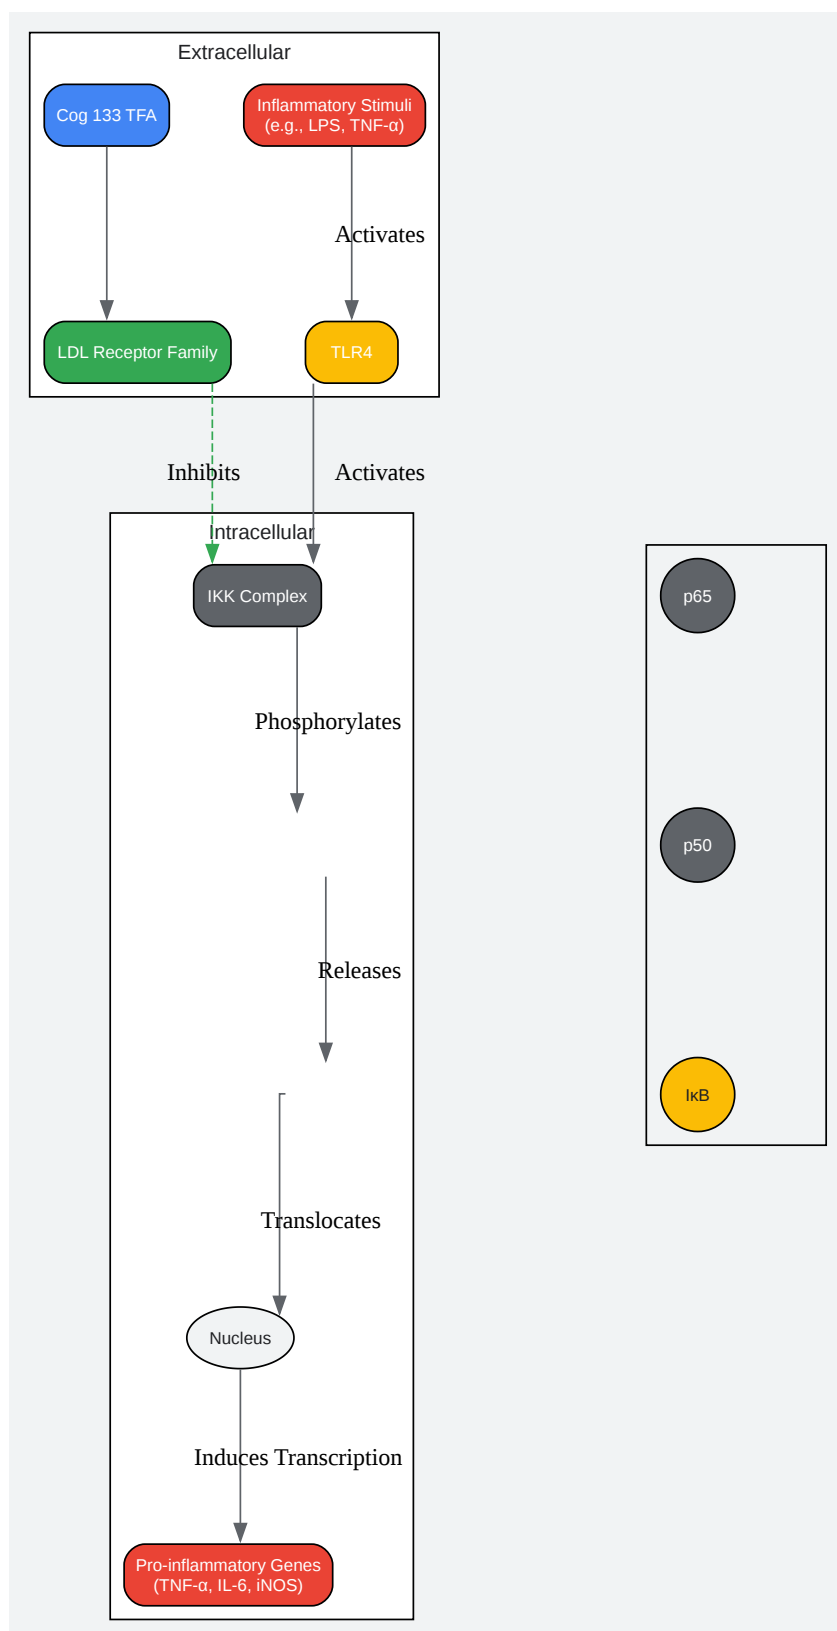 Extracellular
Cog 133 TFA
Inflammatory Stimuli
(e.g., LPS, TNF-α)
Activates
LDL Receptor Family
TLR4
Inhibits
Activates
Intracellular
IKK Complex
p65
Phosphorylates
p50
Releases
IκB
Translocates
Nucleus
Induces Transcription
Pro-inflammatory Genes
(TNF-α, IL-6, iNOS)